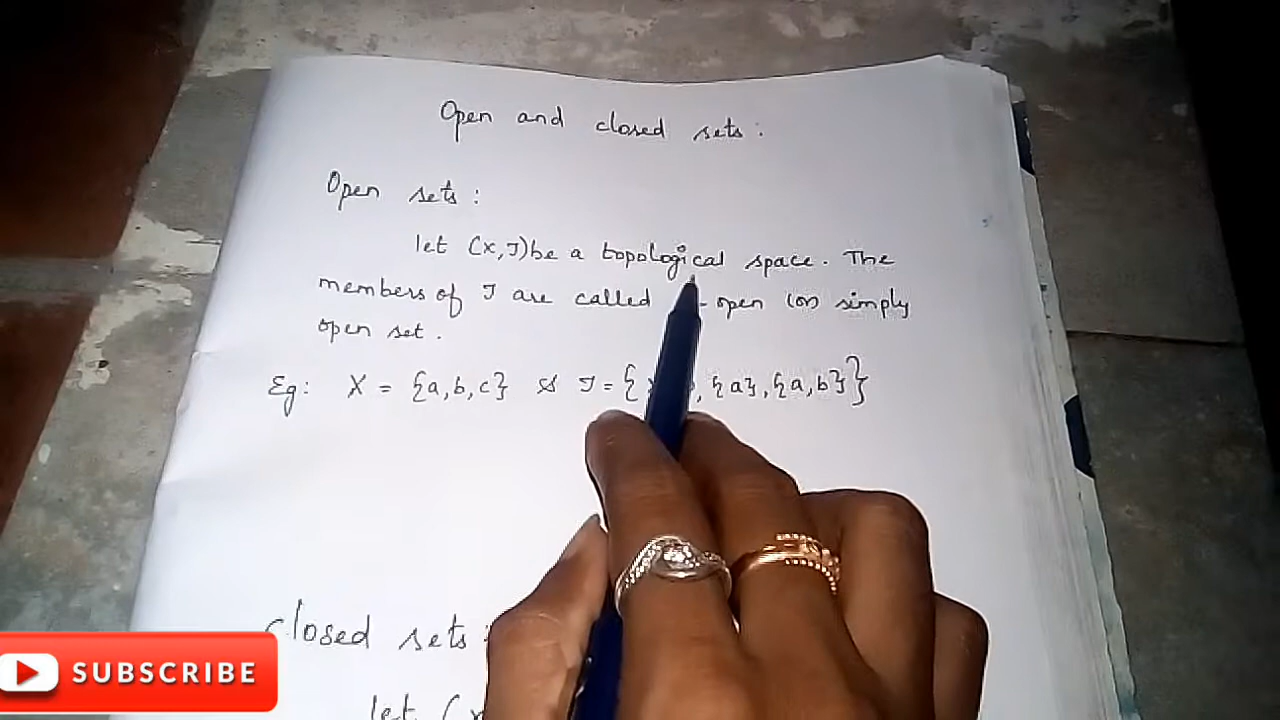 Open and closed sets:
Open sets:
let (X, T) be a topological space. The
members of T are called -open (or) simply
open set.
Eg: X = {a, b, c} & T = { , {a}, {a, b}}
closed sets:
let (X
SUBSCRIBE